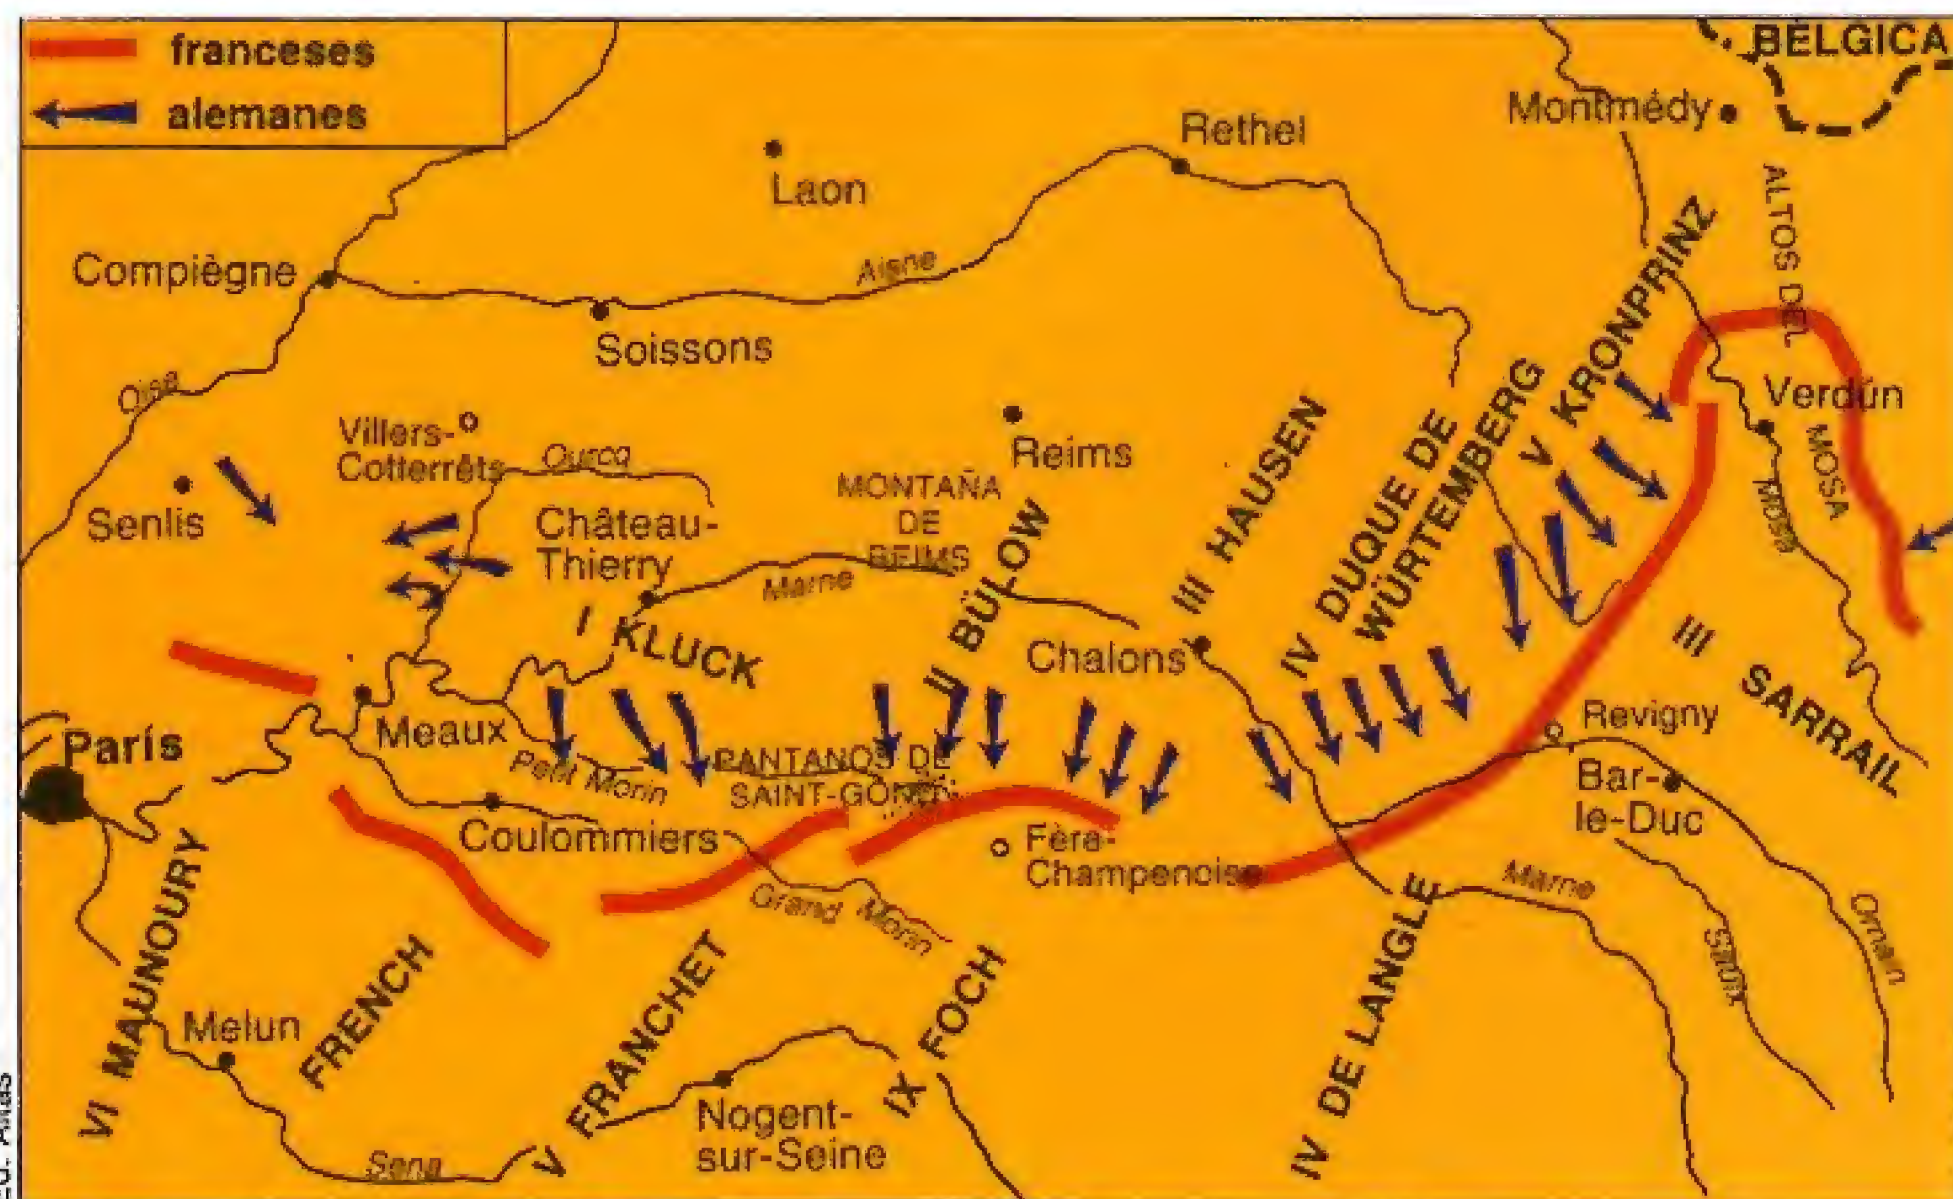 franceses
alemanes
BÉLGICA
Montmédy
Rethel
Laon
ALTOS DEL
MOSA
Compiègne
Aisne
Soissons
Oise
Verdún
Mosa
Villers-
Cotterrêts
Ourcq
Reims
MONTAÑA
DE
REIMS
Senlis
Château-
Thierry
Marne
I KLUCK
II BÜLOW
III HAUSEN
IV DUQUE DE
WÜRTEMBERG
V KRONPRINZ
Chalons
III SARRAIL
París
Meaux
Petit Morin
PANTANOS DE
SAINT-GOND
Revigny
Bar-
le-Duc
Coulommiers
Fère-
Champenoise
Grand Morin
Marne
Saulx
Ornain
VI MAUNOURY
FRENCH
V FRANCHET
IX FOCH
IV DE LANGLE
Melun
Nogent-
sur-Seine
Sena
Ed. Atlas